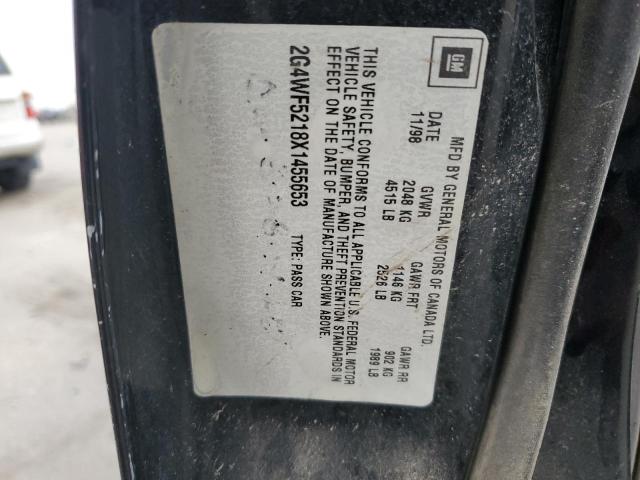 GM
MFD BY GENERAL MOTORS OF CANADA LTD.
DATE GVWR GAWR FRT GAWR RR
11/98 2048 KG 1146 KG 902 KG
4515 LB 2526 LB 1989 LB
THIS VEHICLE CONFORMS TO ALL APPLICABLE U.S. FEDERAL MOTOR
VEHICLE SAFETY, BUMPER, AND THEFT PREVENTION STANDARDS IN
EFFECT ON THE DATE OF MANUFACTURE SHOWN ABOVE.
2G4WF5218X1455653 TYPE: PASS CAR